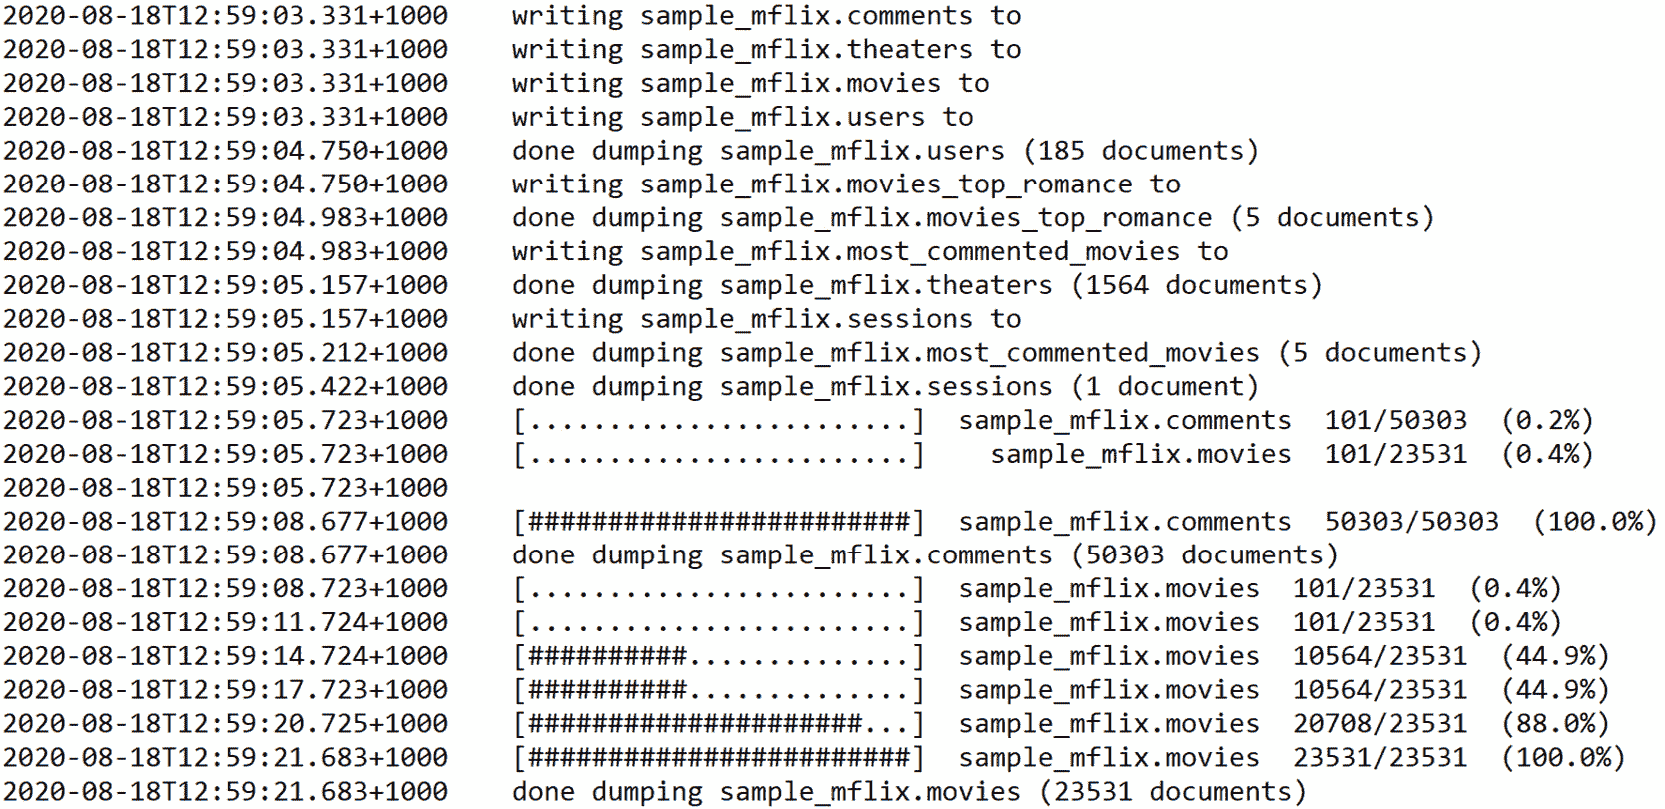 2020-08-18T12:59:03.331+1000    writing sample_mflix.comments to
2020-08-18T12:59:03.331+1000    writing sample_mflix.theaters to
2020-08-18T12:59:03.331+1000    writing sample_mflix.movies to
2020-08-18T12:59:03.331+1000    writing sample_mflix.users to
2020-08-18T12:59:04.750+1000    done dumping sample_mflix.users (185 documents)
2020-08-18T12:59:04.750+1000    writing sample_mflix.movies_top_romance to
2020-08-18T12:59:04.983+1000    done dumping sample_mflix.movies_top_romance (5 documents)
2020-08-18T12:59:04.983+1000    writing sample_mflix.most_commented_movies to
2020-08-18T12:59:05.157+1000    done dumping sample_mflix.theaters (1564 documents)
2020-08-18T12:59:05.157+1000    writing sample_mflix.sessions to
2020-08-18T12:59:05.212+1000    done dumping sample_mflix.most_commented_movies (5 documents)
2020-08-18T12:59:05.422+1000    done dumping sample_mflix.sessions (1 document)
2020-08-18T12:59:05.723+1000    [........................]  sample_mflix.comments  101/50303  (0.2%)
2020-08-18T12:59:05.723+1000    [........................]    sample_mflix.movies  101/23531  (0.4%)
2020-08-18T12:59:05.723+1000
2020-08-18T12:59:08.677+1000    [########################]  sample_mflix.comments  50303/50303  (100.0%)
2020-08-18T12:59:08.677+1000    done dumping sample_mflix.comments (50303 documents)
2020-08-18T12:59:08.723+1000    [........................]  sample_mflix.movies  101/23531  (0.4%)
2020-08-18T12:59:11.724+1000    [........................]  sample_mflix.movies  101/23531  (0.4%)
2020-08-18T12:59:14.724+1000    [##########..............]  sample_mflix.movies  10564/23531  (44.9%)
2020-08-18T12:59:17.723+1000    [##########..............]  sample_mflix.movies  10564/23531  (44.9%)
2020-08-18T12:59:20.725+1000    [#####################...]  sample_mflix.movies  20708/23531  (88.0%)
2020-08-18T12:59:21.683+1000    [########################]  sample_mflix.movies  23531/23531  (100.0%)
2020-08-18T12:59:21.683+1000    done dumping sample_mflix.movies (23531 documents)